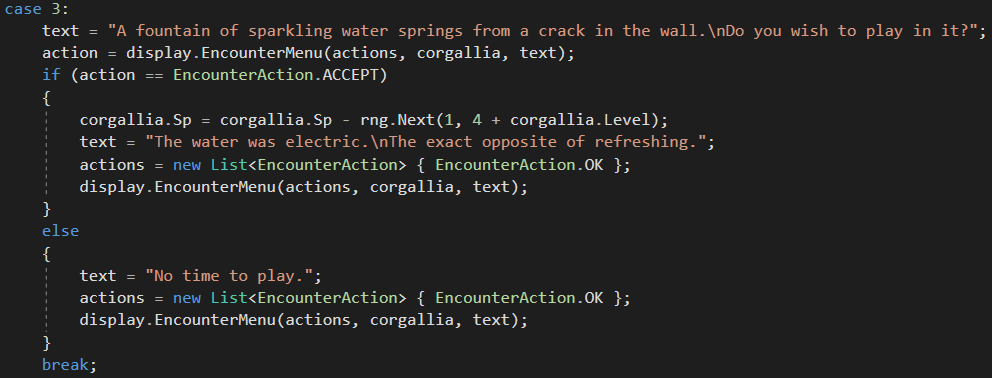 case 3:
    text = "A fountain of sparkling water springs from a crack in the wall.\nDo you wish to play in it?";
    action = display.EncounterMenu(actions, corgallia, text);
    if (action == EncounterAction.ACCEPT)
    {
        corgallia.Sp = corgallia.Sp - rng.Next(1, 4 + corgallia.Level);
        text = "The water was electric.\nThe exact opposite of refreshing.";
        actions = new List<EncounterAction> { EncounterAction.OK };
        display.EncounterMenu(actions, corgallia, text);
    }
    else
    {
        text = "No time to play.";
        actions = new List<EncounterAction> { EncounterAction.OK };
        display.EncounterMenu(actions, corgallia, text);
    }
    break;